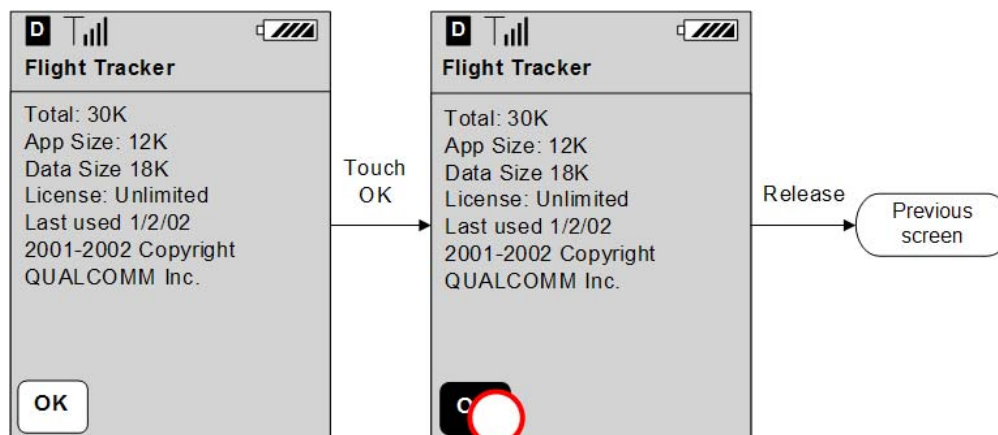 D
Flight Tracker
Total: 30K
App Size: 12K
Data Size 18K
License: Unlimited
Last used 1/2/02
2001-2002 Copyright
QUALCOMM Inc.
OK
Touch
OK
D
Flight Tracker
Total: 30K
App Size: 12K
Data Size 18K
License: Unlimited
Last used 1/2/02
2001-2002 Copyright
QUALCOMM Inc.
Release
Previous
screen